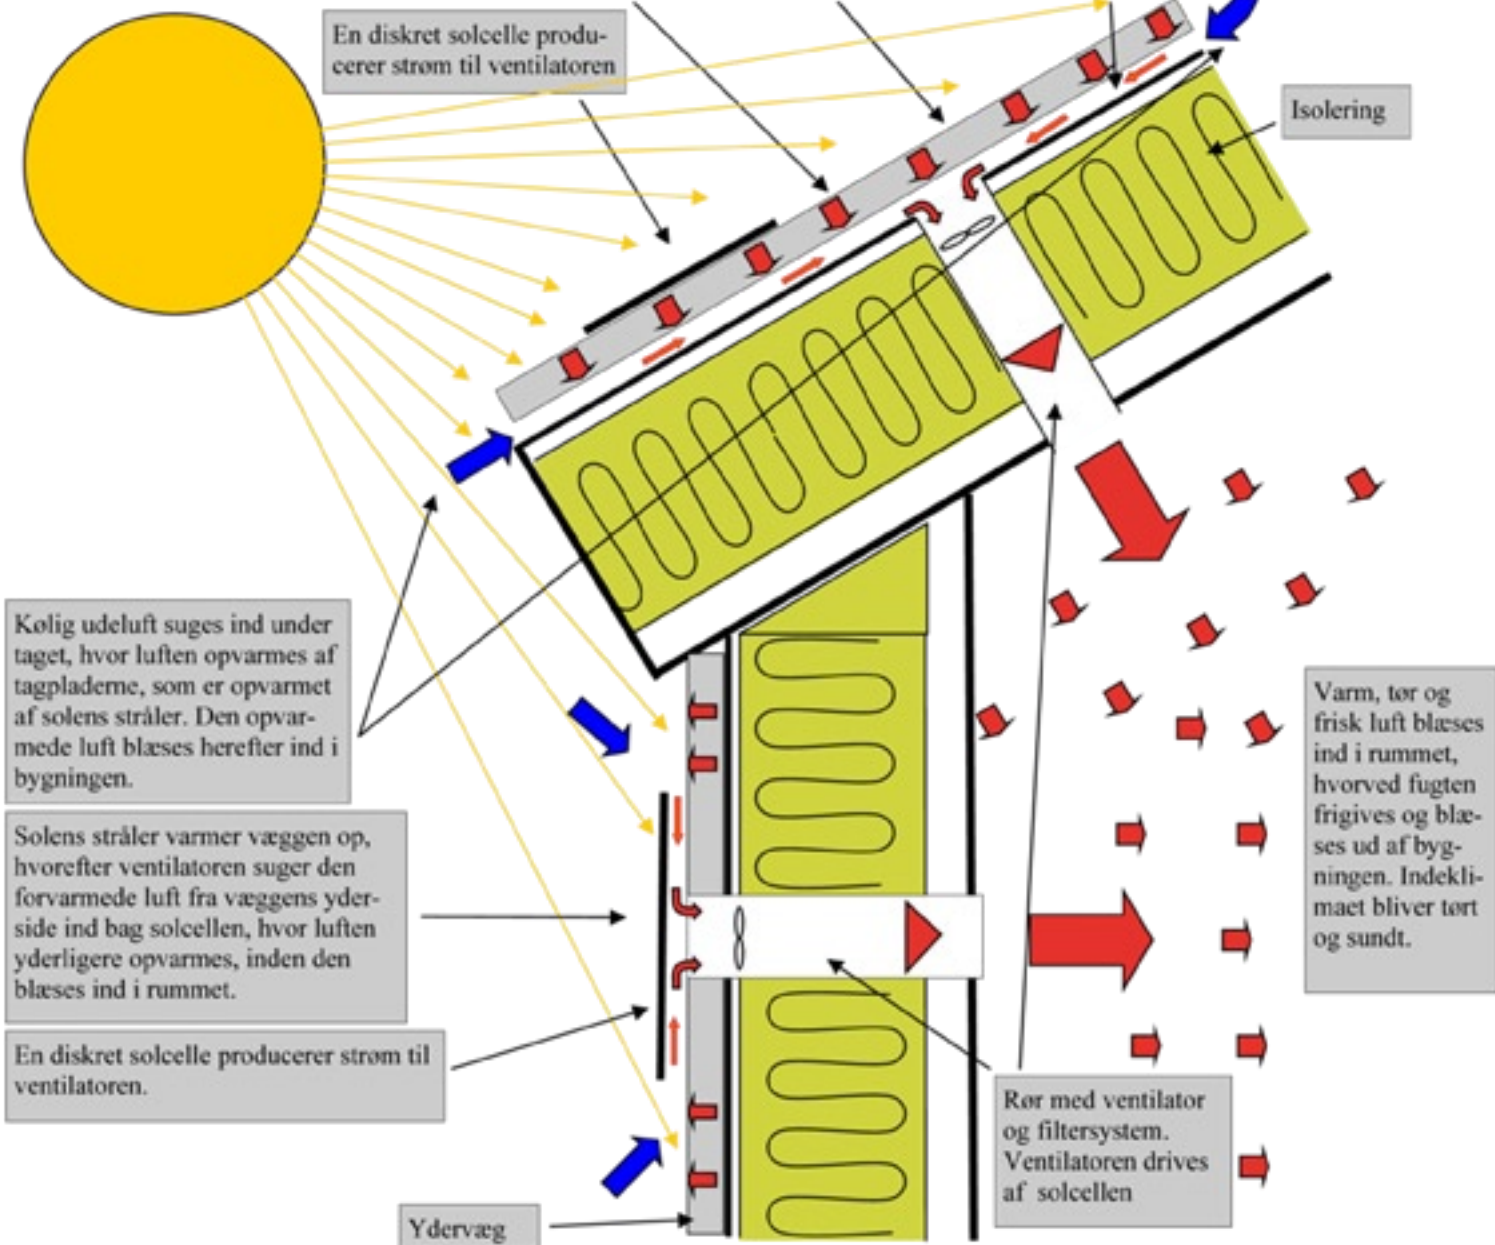 En diskret solcelle produ-
cerer strøm til ventilatoren
Isolering
Kølig udeluft suges ind under
taget, hvor luften opvarmes af
tagpladerne, som er opvarmet
af solens stråler. Den opvar-
mede luft blæses herefter ind i
bygningen.
Solens stråler varmer væggen op,
hvorefter ventilatoren suger den
forvarmede luft fra væggens yder-
side ind bag solcellen, hvor luften
yderligere opvarmes, inden den
blæses ind i rummet.
En diskret solcelle producerer strøm til
ventilatoren.
Ydervæg
Rør med ventilator
og filtersystem.
Ventilatoren drives
af solcellen
Varm, tør og
frisk luft blæses
ind i rummet,
hvorved fugten
frigives og blæ-
ses ud af byg-
ningen. Indekli-
maet bliver tørt
og sundt.